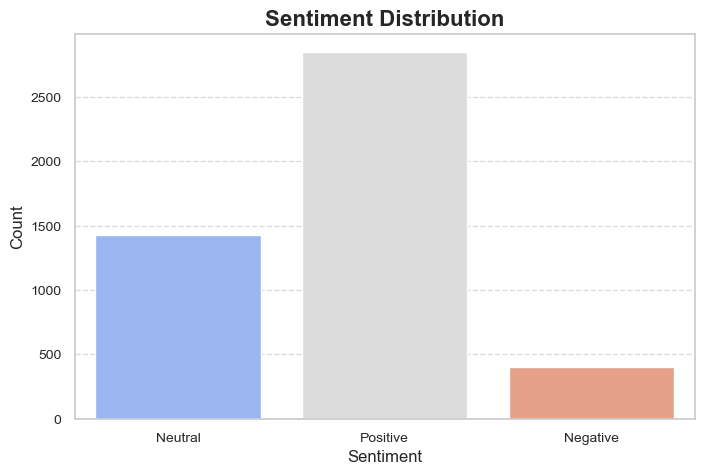 Sentiment Distribution
Count
2500
2000
1500
1000
500
0
Neutral Positive Negative
Sentiment